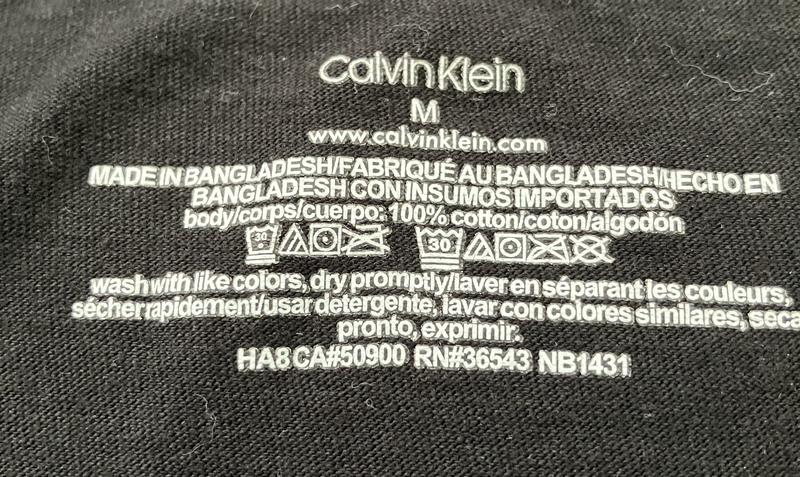 Calvin Klein
M
www.calvinklein.com
MADE IN BANGLADESH/FABRIQUÉ AU BANGLADESH/HECHO EN
BANGLADESH CON INSUMOS IMPORTADOS
body/corps/cuerpo: 100% cotton/coton/algodón
30 30
wash with like colors, dry promptly/laver en séparant les couleurs,
sécher rapidement/usar detergente, lavar con colores similares, seca
pronto, exprimir.
HA8 CA#50900 RN#36543 NB1431